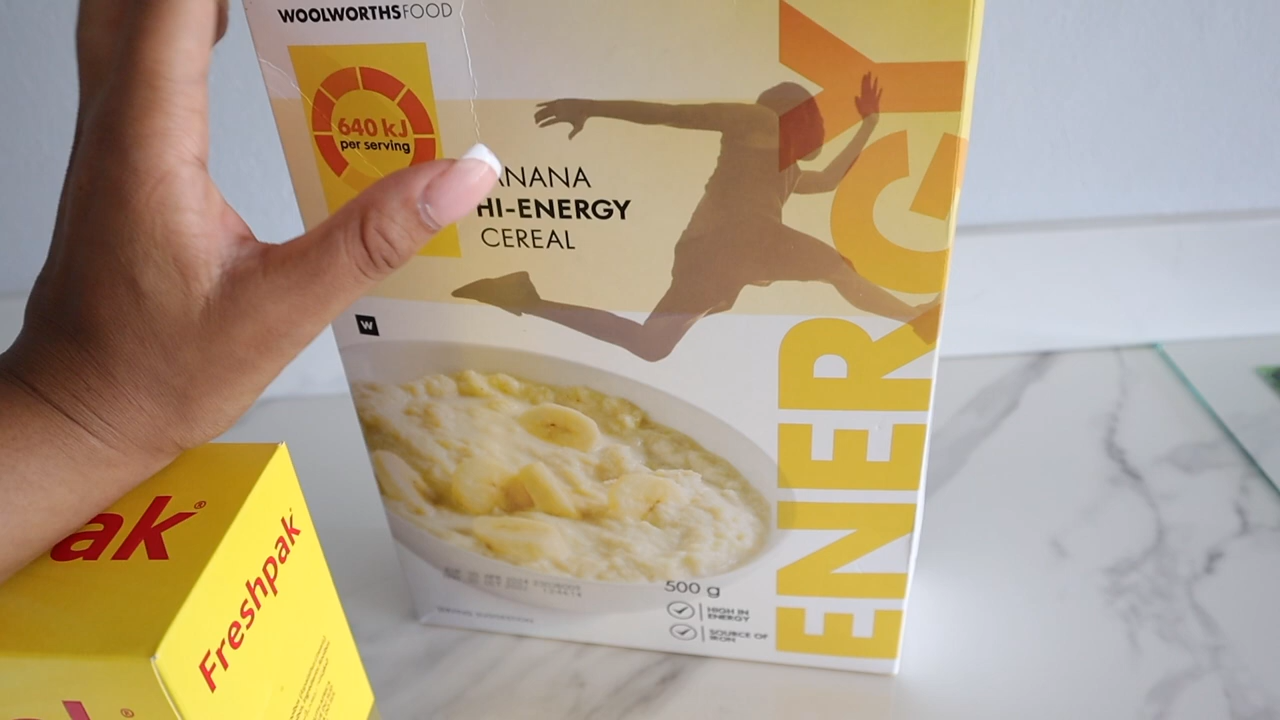 WOOLWORTHSFOOD
640 kJ
per serving
ANANA
HI-ENERGY
CEREAL
ENERGY
W
500 g
HIGH IN
ENERGY
SOURCE OF
IRON
ak®
Freshpak